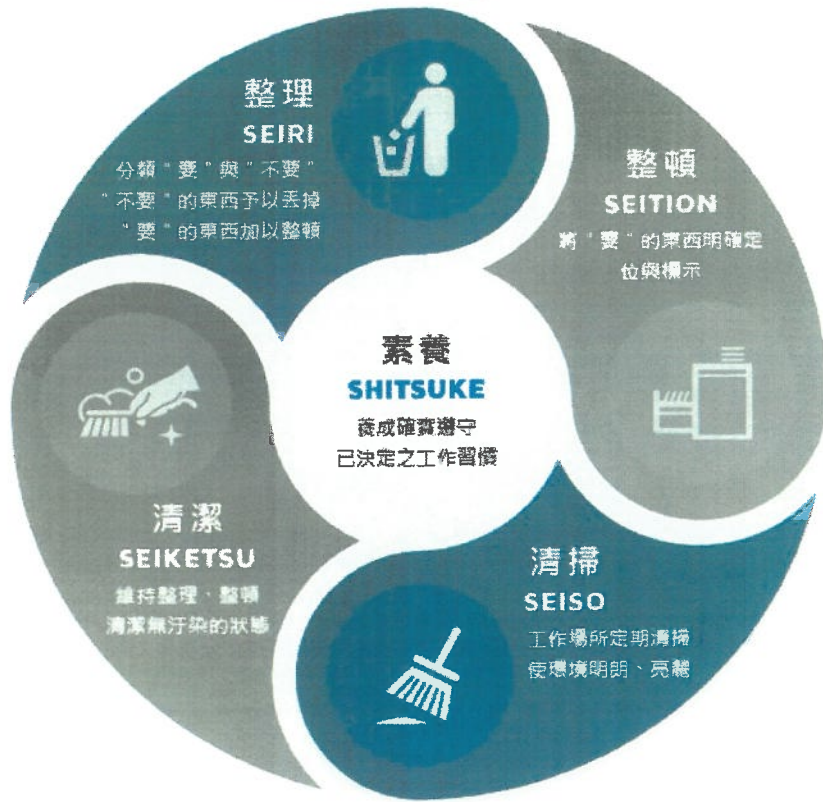 整理
SEIRI
分類“要”與“不要”
“不要”的東西予以丟掉
“要”的東西加以整頓
整頓
SEITION
將“要”的東西明確定
位與標示
素養
SHITSUKE
養成確實遵守
已決定之工作習慣
清潔
SEIKETSU
維持整理、整頓
清潔無汙染的狀態
清掃
SEISO
工作場所定期清掃
使環境明朗、亮麗